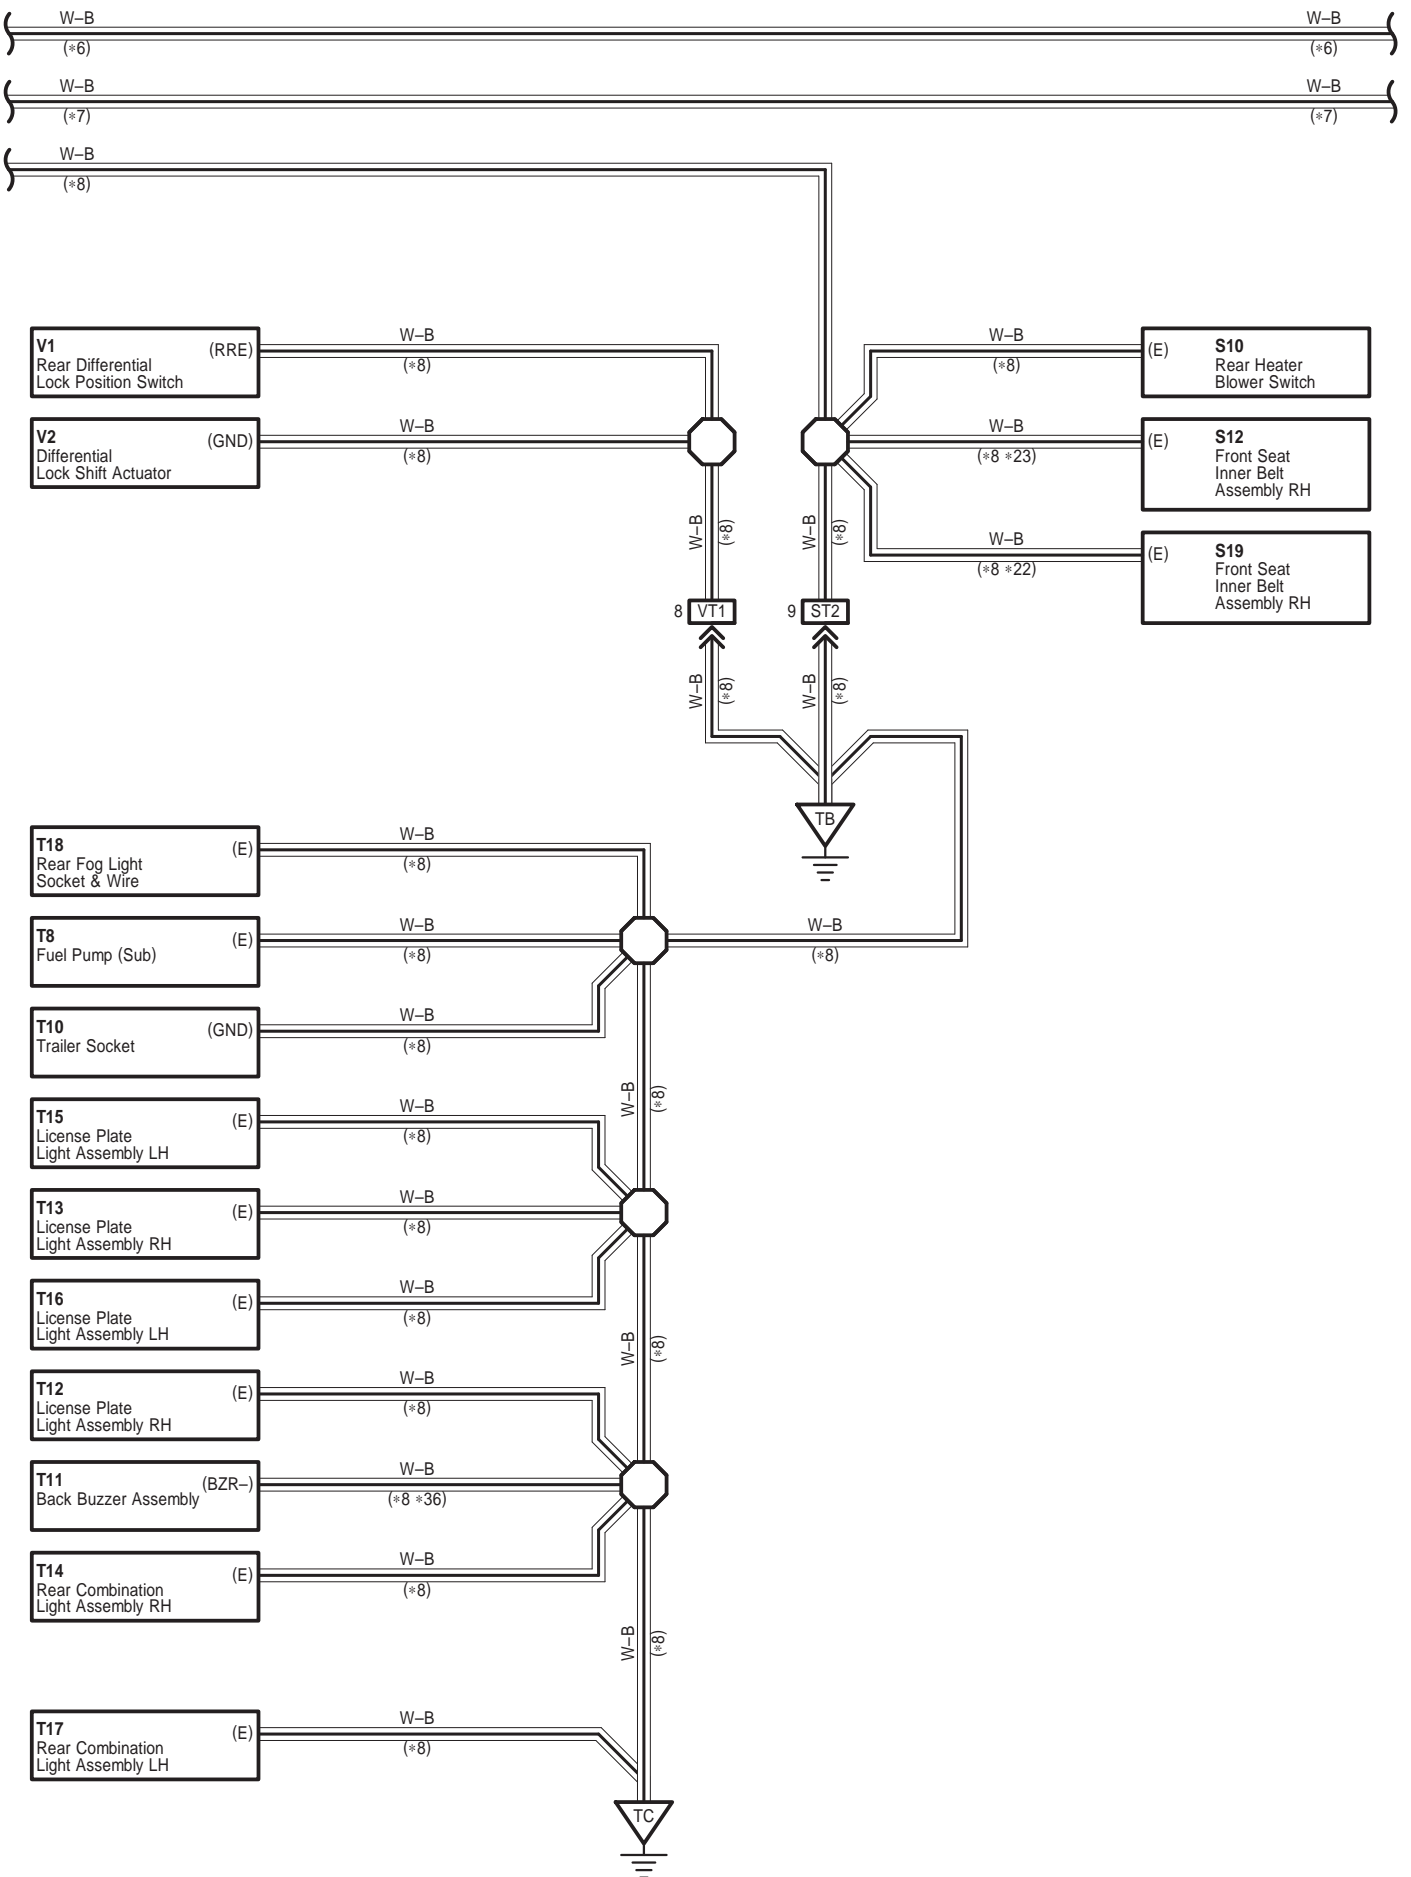 W–B W–B
(∗6) (∗6)
W–B W–B
(∗7) (∗7)
W–B
(∗8)
V1 (RRE)
Rear Differential
Lock Position Switch
W–B
(∗8)
V2 (GND)
Differential
Lock Shift Actuator
W–B
(∗8)
W–B
(∗8)
(E) S10
Rear Heater
Blower Switch
W–B
(∗8 ∗23)
(E) S12
Front Seat
Inner Belt
Assembly RH
W–B
(∗8 ∗22)
(E) S19
Front Seat
Inner Belt
Assembly RH
W–B (∗8) W–B (∗8)
8 VT1 9 ST2
W–B (∗8) W–B (∗8)
TB
T18 (E)
Rear Fog Light
Socket & Wire
W–B
(∗8)
T8 (E)
Fuel Pump (Sub)
W–B
(∗8)
W–B
(∗8)
T10 (GND)
Trailer Socket
W–B
(∗8)
W–B (∗8)
T15 (E)
License Plate
Light Assembly LH
W–B
(∗8)
T13 (E)
License Plate
Light Assembly RH
W–B
(∗8)
T16 (E)
License Plate
Light Assembly LH
W–B
(∗8)
W–B (∗8)
T12 (E)
License Plate
Light Assembly RH
W–B
(∗8)
T11 (BZR–)
Back Buzzer Assembly
W–B
(∗8 ∗36)
T14 (E)
Rear Combination
Light Assembly RH
W–B
(∗8)
W–B (∗8)
T17 (E)
Rear Combination
Light Assembly LH
W–B
(∗8)
TC